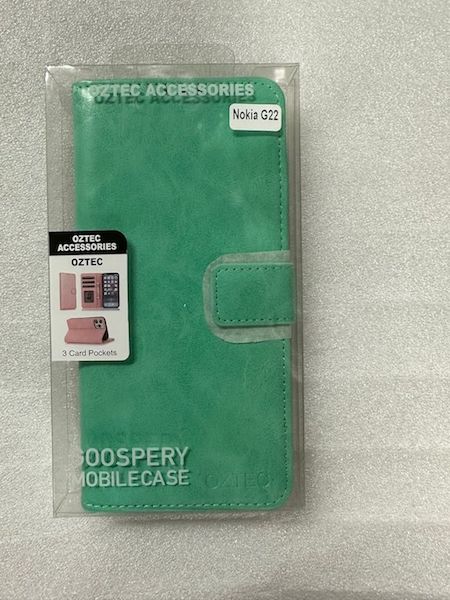 OZTEC ACCESSORIES
Nokia G22
OZTEC
ACCESSORIES
OZTEC
3 Card Pockets
GOOSPERY
MOBILECASE
OZTEC